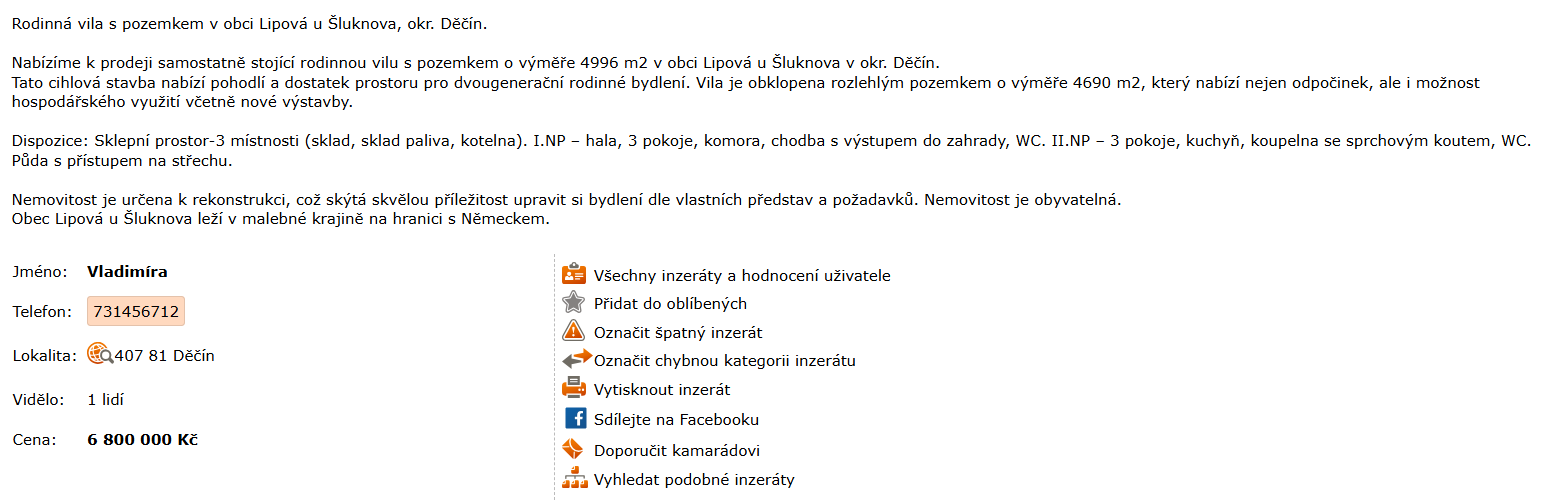 Rodinná vila s pozemkem v obci Lipová u Šluknova, okr. Děčín.
Nabízíme k prodeji samostatně stojící rodinnou vilu s pozemkem o výměře 4996 m2 v obci Lipová u Šluknova v okr. Děčín.
Tato cihlová stavba nabízí pohodlí a dostatek prostoru pro dvougenerační rodinné bydlení. Vila je obklopena rozlehlým pozemkem o výměře 4690 m2, který nabízí nejen odpočinek, ale i možnost
hospodářského využití včetně nové výstavby.
Dispozice: Sklepní prostor-3 místnosti (sklad, sklad paliva, kotelna). I.NP – hala, 3 pokoje, komora, chodba s výstupem do zahrady, WC. II.NP – 3 pokoje, kuchyň, koupelna se sprchovým koutem, WC.
Půda s přístupem na střechu.
Nemovitost je určena k rekonstrukci, což skýtá skvělou příležitost upravit si bydlení dle vlastních představ a požadavků. Nemovitost je obyvatelná.
Obec Lipová u Šluknova leží v malebné krajině na hranici s Německem.
Jméno: Vladimíra
Telefon: 731456712
Lokalita: 407 81 Děčín
Vidělo: 1 lidí
Cena: 6 800 000 Kč
Všechny inzeráty a hodnocení uživatele
Přidat do oblíbených
Označit špatný inzerát
Označit chybnou kategorii inzerátu
Vytisknout inzerát
Sdílejte na Facebooku
Doporučit kamarádovi
Vyhledat podobné inzeráty